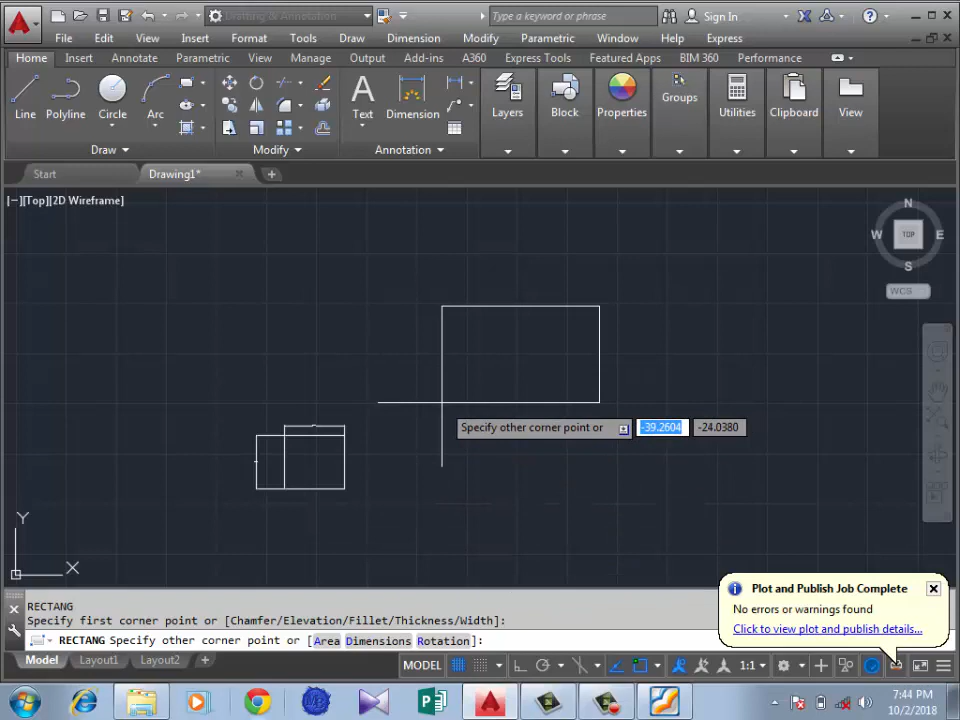 Drawing & Annotation
Type a keyword or phrase
Sign In
File Edit View Insert Format Tools Draw Dimension Modify Parametric Window Help Express
Home Insert Annotate Parametric View Manage Output Add-ins A360 Express Tools Featured Apps BIM 360 Performance
Line Polyline Circle Arc Text Dimension Layers Block Properties Groups Utilities Clipboard View
Draw Modify Annotation
Start Drawing1*
[−][Top][2D Wireframe]
N
W TOP E
S
WCS
Specify other corner point or -39.2604 -24.0380
Y
X
RECTANG
Specify first corner point or [Chamfer/Elevation/Fillet/Thickness/Width]:
RECTANG Specify other corner point or [Area Dimensions Rotation]:
Plot and Publish Job Complete
No errors or warnings found
Click to view plot and publish details...
Model Layout1 Layout2 +
MODEL 1:1
7:44 PM
10/2/2018